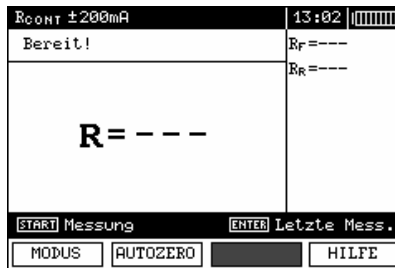 RCONT ±200mA 13:02
Bereit!
RF=---
RR=---
R=---
START Messung ENTER Letzte Mess.
MODUS AUTOZERO HILFE